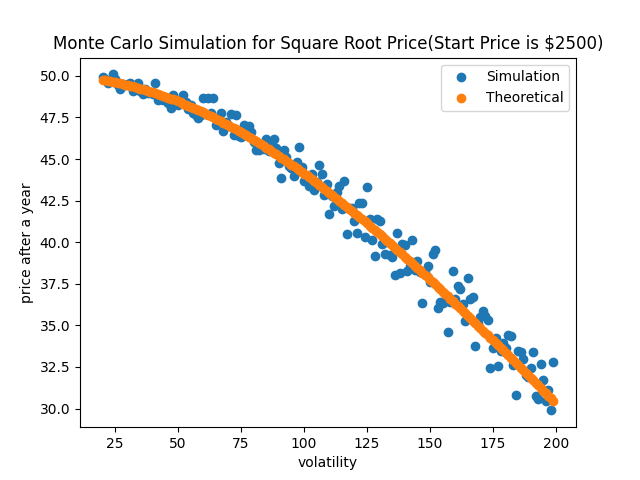 Monte Carlo Simulation for Square Root Price(Start Price is $2500)
Simulation
Theoretical
price after a year
50.0
47.5
45.0
42.5
40.0
37.5
35.0
32.5
30.0
25 50 75 100 125 150 175 200
volatility